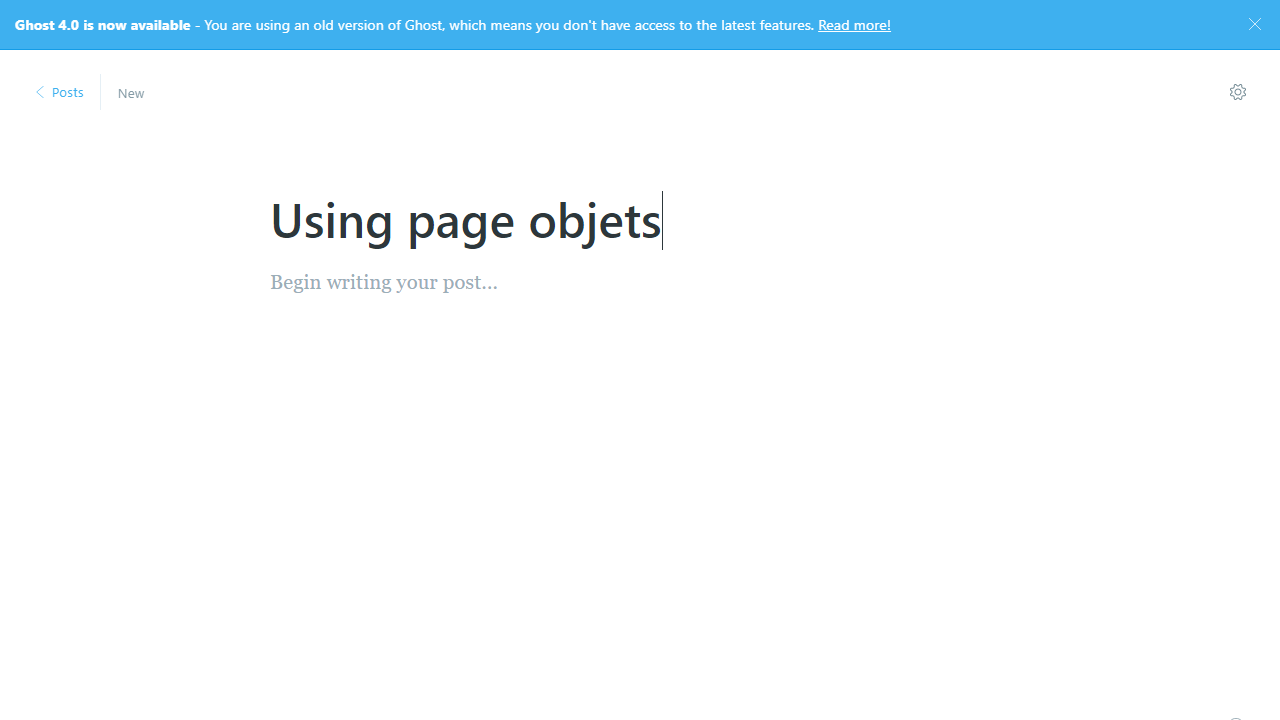 Ghost 4.0 is now available - You are using an old version of Ghost, which means you don't have access to the latest features. Read more!
Posts
New
Using page objets
Begin writing your post...